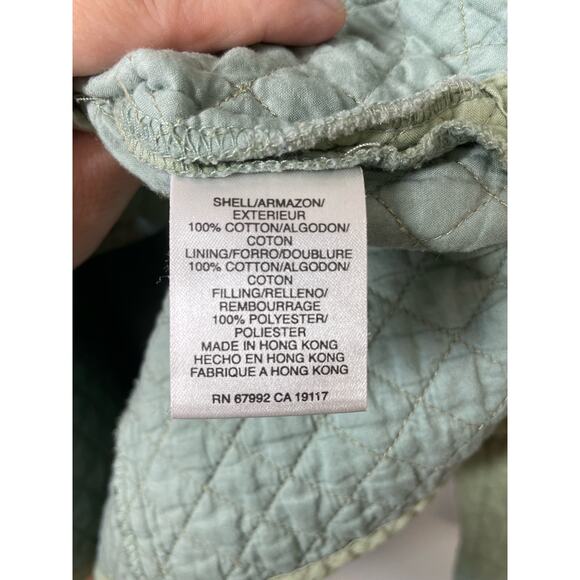 SHELL/ARMAZON/
EXTERIEUR
100% COTTON/ALGODON/
COTON
LINING/FORRO/DOUBLURE
100% COTTON/ALGODON/
COTON
FILLING/RELLENO/
REMBOURRAGE
100% POLYESTER/
POLIESTER
MADE IN HONG KONG
HECHO EN HONG KONG
FABRIQUE A HONG KONG
RN 67992 CA 19117